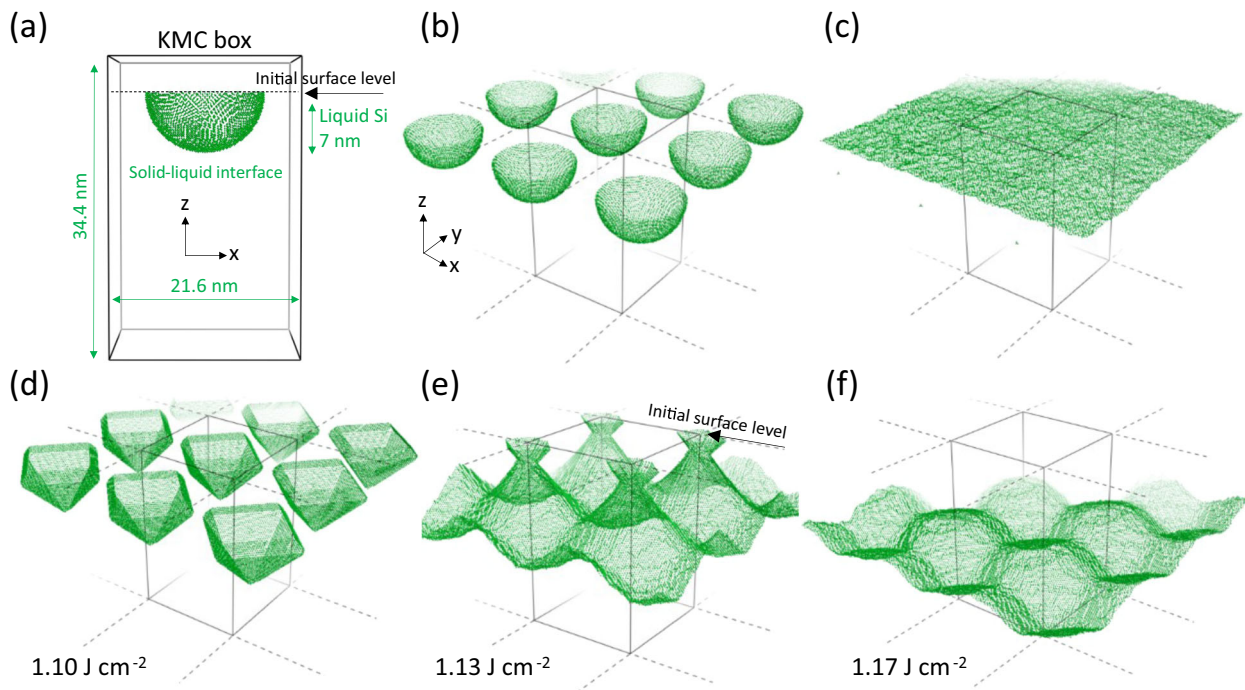 (a)
KMC box
Initial surface level
Liquid Si
7 nm
Solid-liquid interface
34.4 nm
z
x
21.6 nm
(b)
z
y
x
(c)
(d)
1.10 J cm⁻²
(e)
Initial surface level
1.13 J cm⁻²
(f)
1.17 J cm⁻²